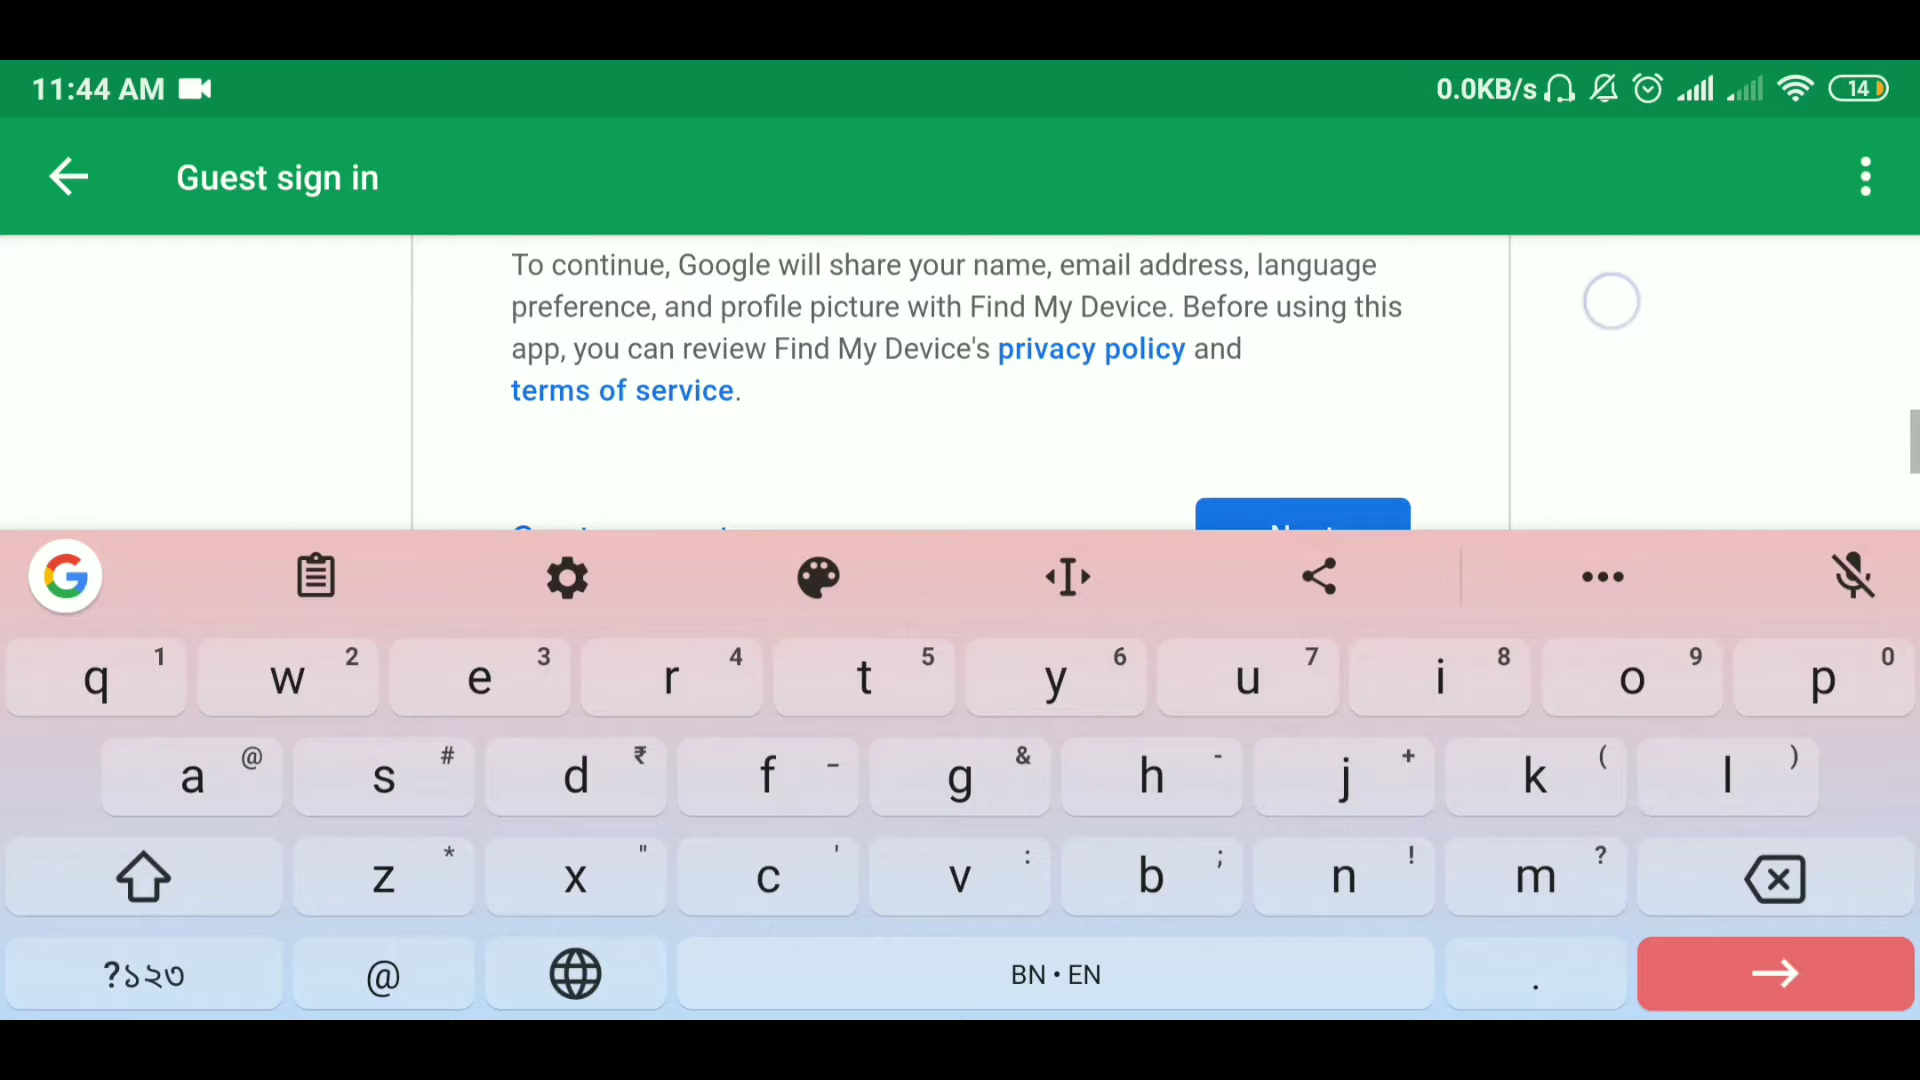 11:44 AM
0.0KB/s
14
Guest sign in
To continue, Google will share your name, email address, language
preference, and profile picture with Find My Device. Before using this
app, you can review Find My Device's privacy policy and
terms of service.
q 1 w 2 e 3 r 4 t 5 y 6 u 7 i 8 o 9 p 0
a @ s # d ₹ f _ g & h - j + k ( l )
z * x " c ' v : b ; n ! m ?
?১২৩ @ BN • EN .